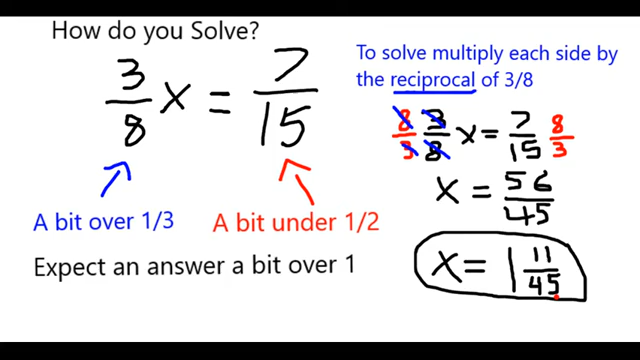 How do you Solve?
3/8 x = 7/15
A bit over 1/3
A bit under 1/2
Expect an answer a bit over 1
To solve multiply each side by
the reciprocal of 3/8
8/3 3/8 x = 7/15 8/3
x = 56/45
x = 1 11/45